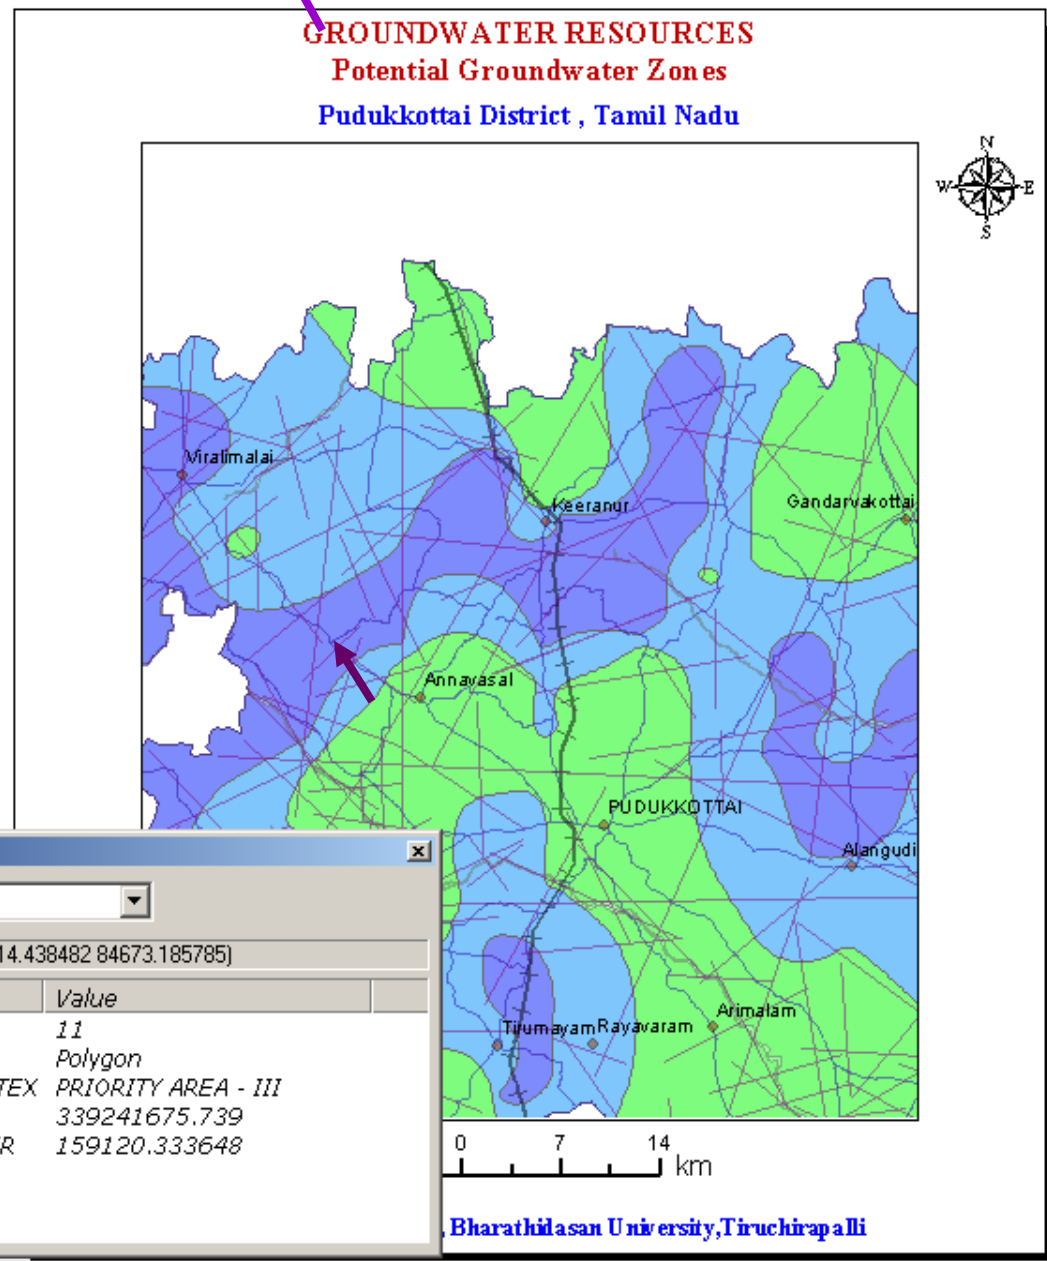 GROUNDWATER RESOURCES
Potential Groundwater Zones
Pudukkottai District , Tamil Nadu
N
W E
S
Viralimalai
Keeranur
Gandarvakottai
Annavasal
PUDUKKOTTAI
Alangudi
14.438482 84673.185785)
Value
11
Polygon
TEX PRIORITY AREA - III
339241675.739
R 159120.333648
Arimalam
Tirumayam Rayavaram
0 7 14
km
, Bharathidasan University,Tiruchirapalli